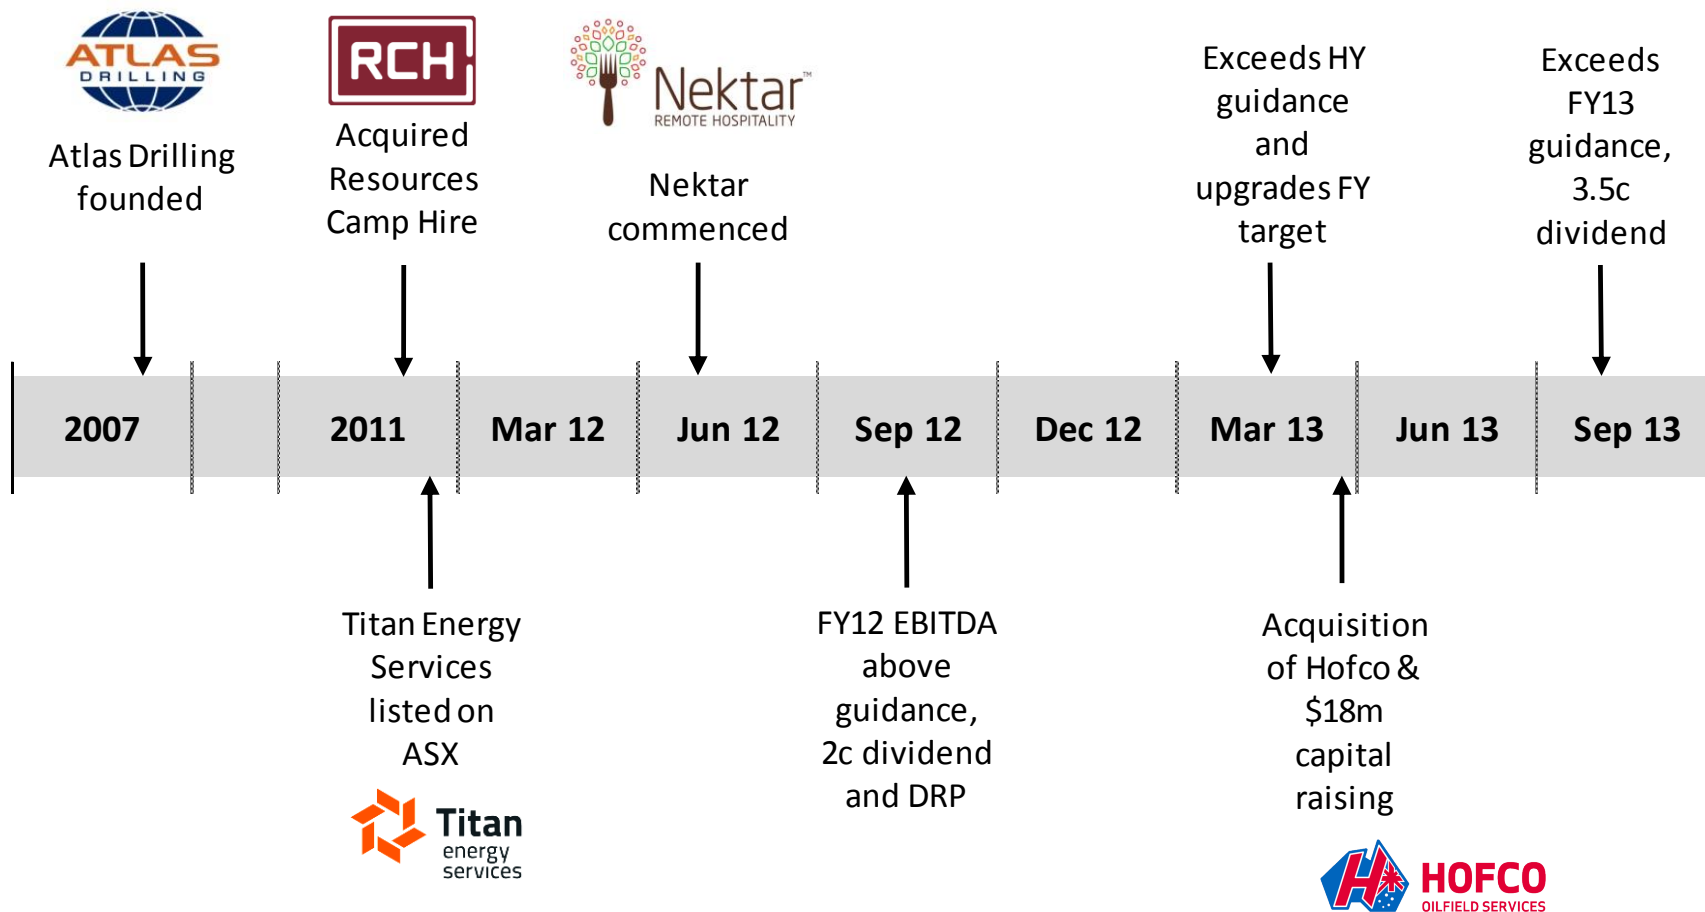 ATLAS
DRILLING
Atlas Drilling
founded
RCH
Acquired
Resources
Camp Hire
Nektar™
REMOTE HOSPITALITY
Nektar
commenced
Exceeds HY
guidance
and
upgrades FY
target
Exceeds
FY13
guidance,
3.5c
dividend
2007
2011
Mar 12
Jun 12
Sep 12
Dec 12
Mar 13
Jun 13
Sep 13
Titan Energy
Services
listed on
ASX
Titan
energy
services
FY12 EBITDA
above
guidance,
2c dividend
and DRP
Acquisition
of Hofco &
$18m
capital
raising
H
HOFCO
OILFIELD SERVICES